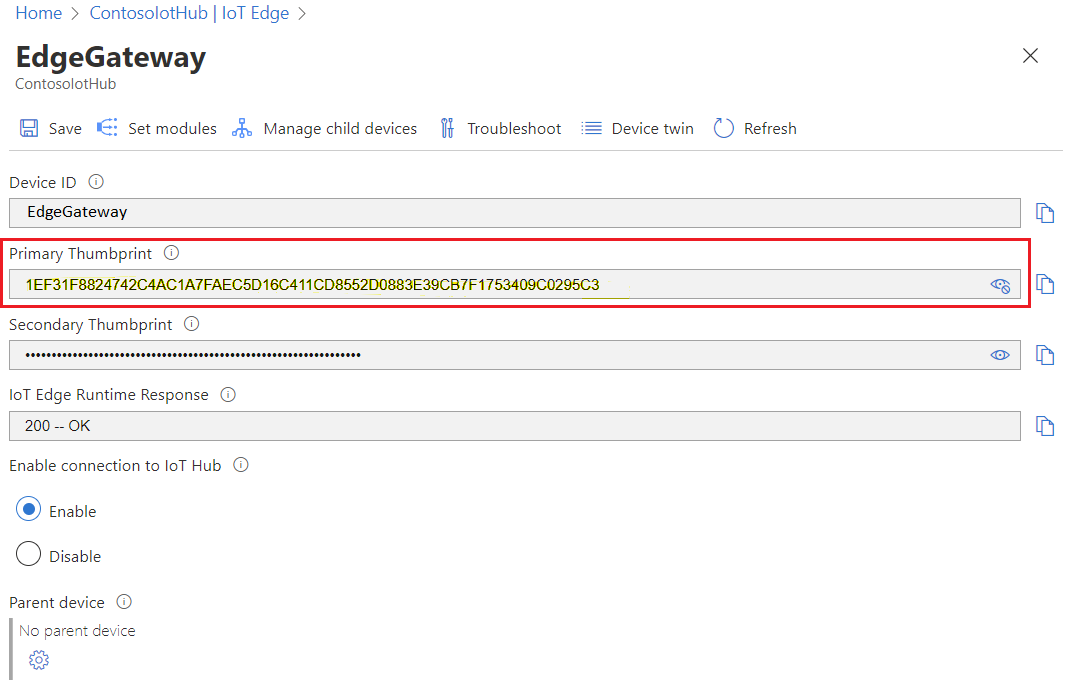 Home > ContosoIotHub | IoT Edge >
EdgeGateway
ContosoIotHub
Save Set modules Manage child devices Troubleshoot Device twin Refresh
Device ID
EdgeGateway
Primary Thumbprint
1EF31F8824742C4AC1A7FAEC5D16C411CD8552D0883E39CB7F1753409C0295C3
Secondary Thumbprint
••••••••••••••••••••••••••••••••••••••••••••••••••••••••••••••••
IoT Edge Runtime Response
200 -- OK
Enable connection to IoT Hub
Enable
Disable
Parent device
No parent device